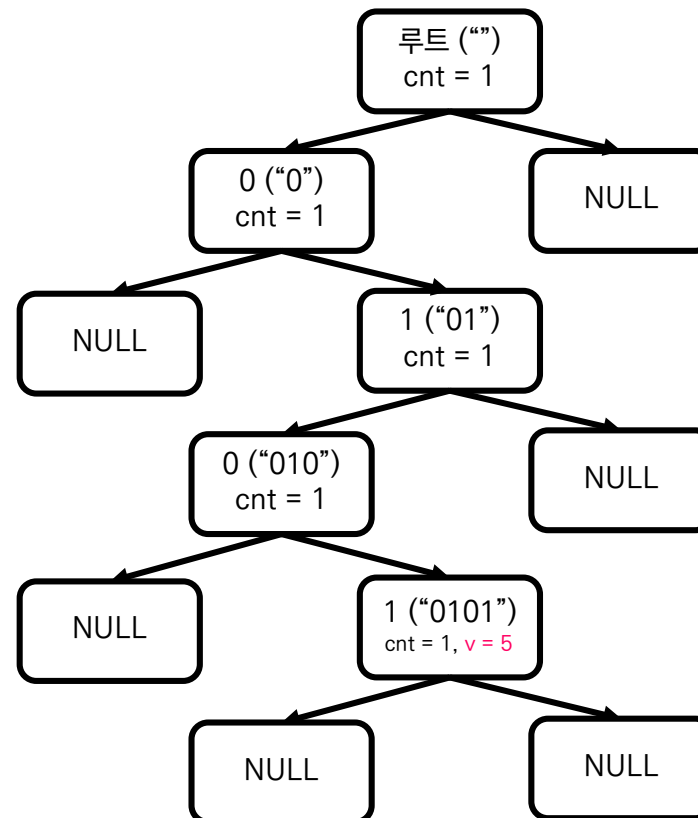 루트 (“”)
cnt = 1
0 (“0”)
cnt = 1
NULL
NULL
1 (“01”)
cnt = 1
0 (“010”)
cnt = 1
NULL
NULL
1 (“0101”)
cnt = 1, v = 5
NULL
NULL